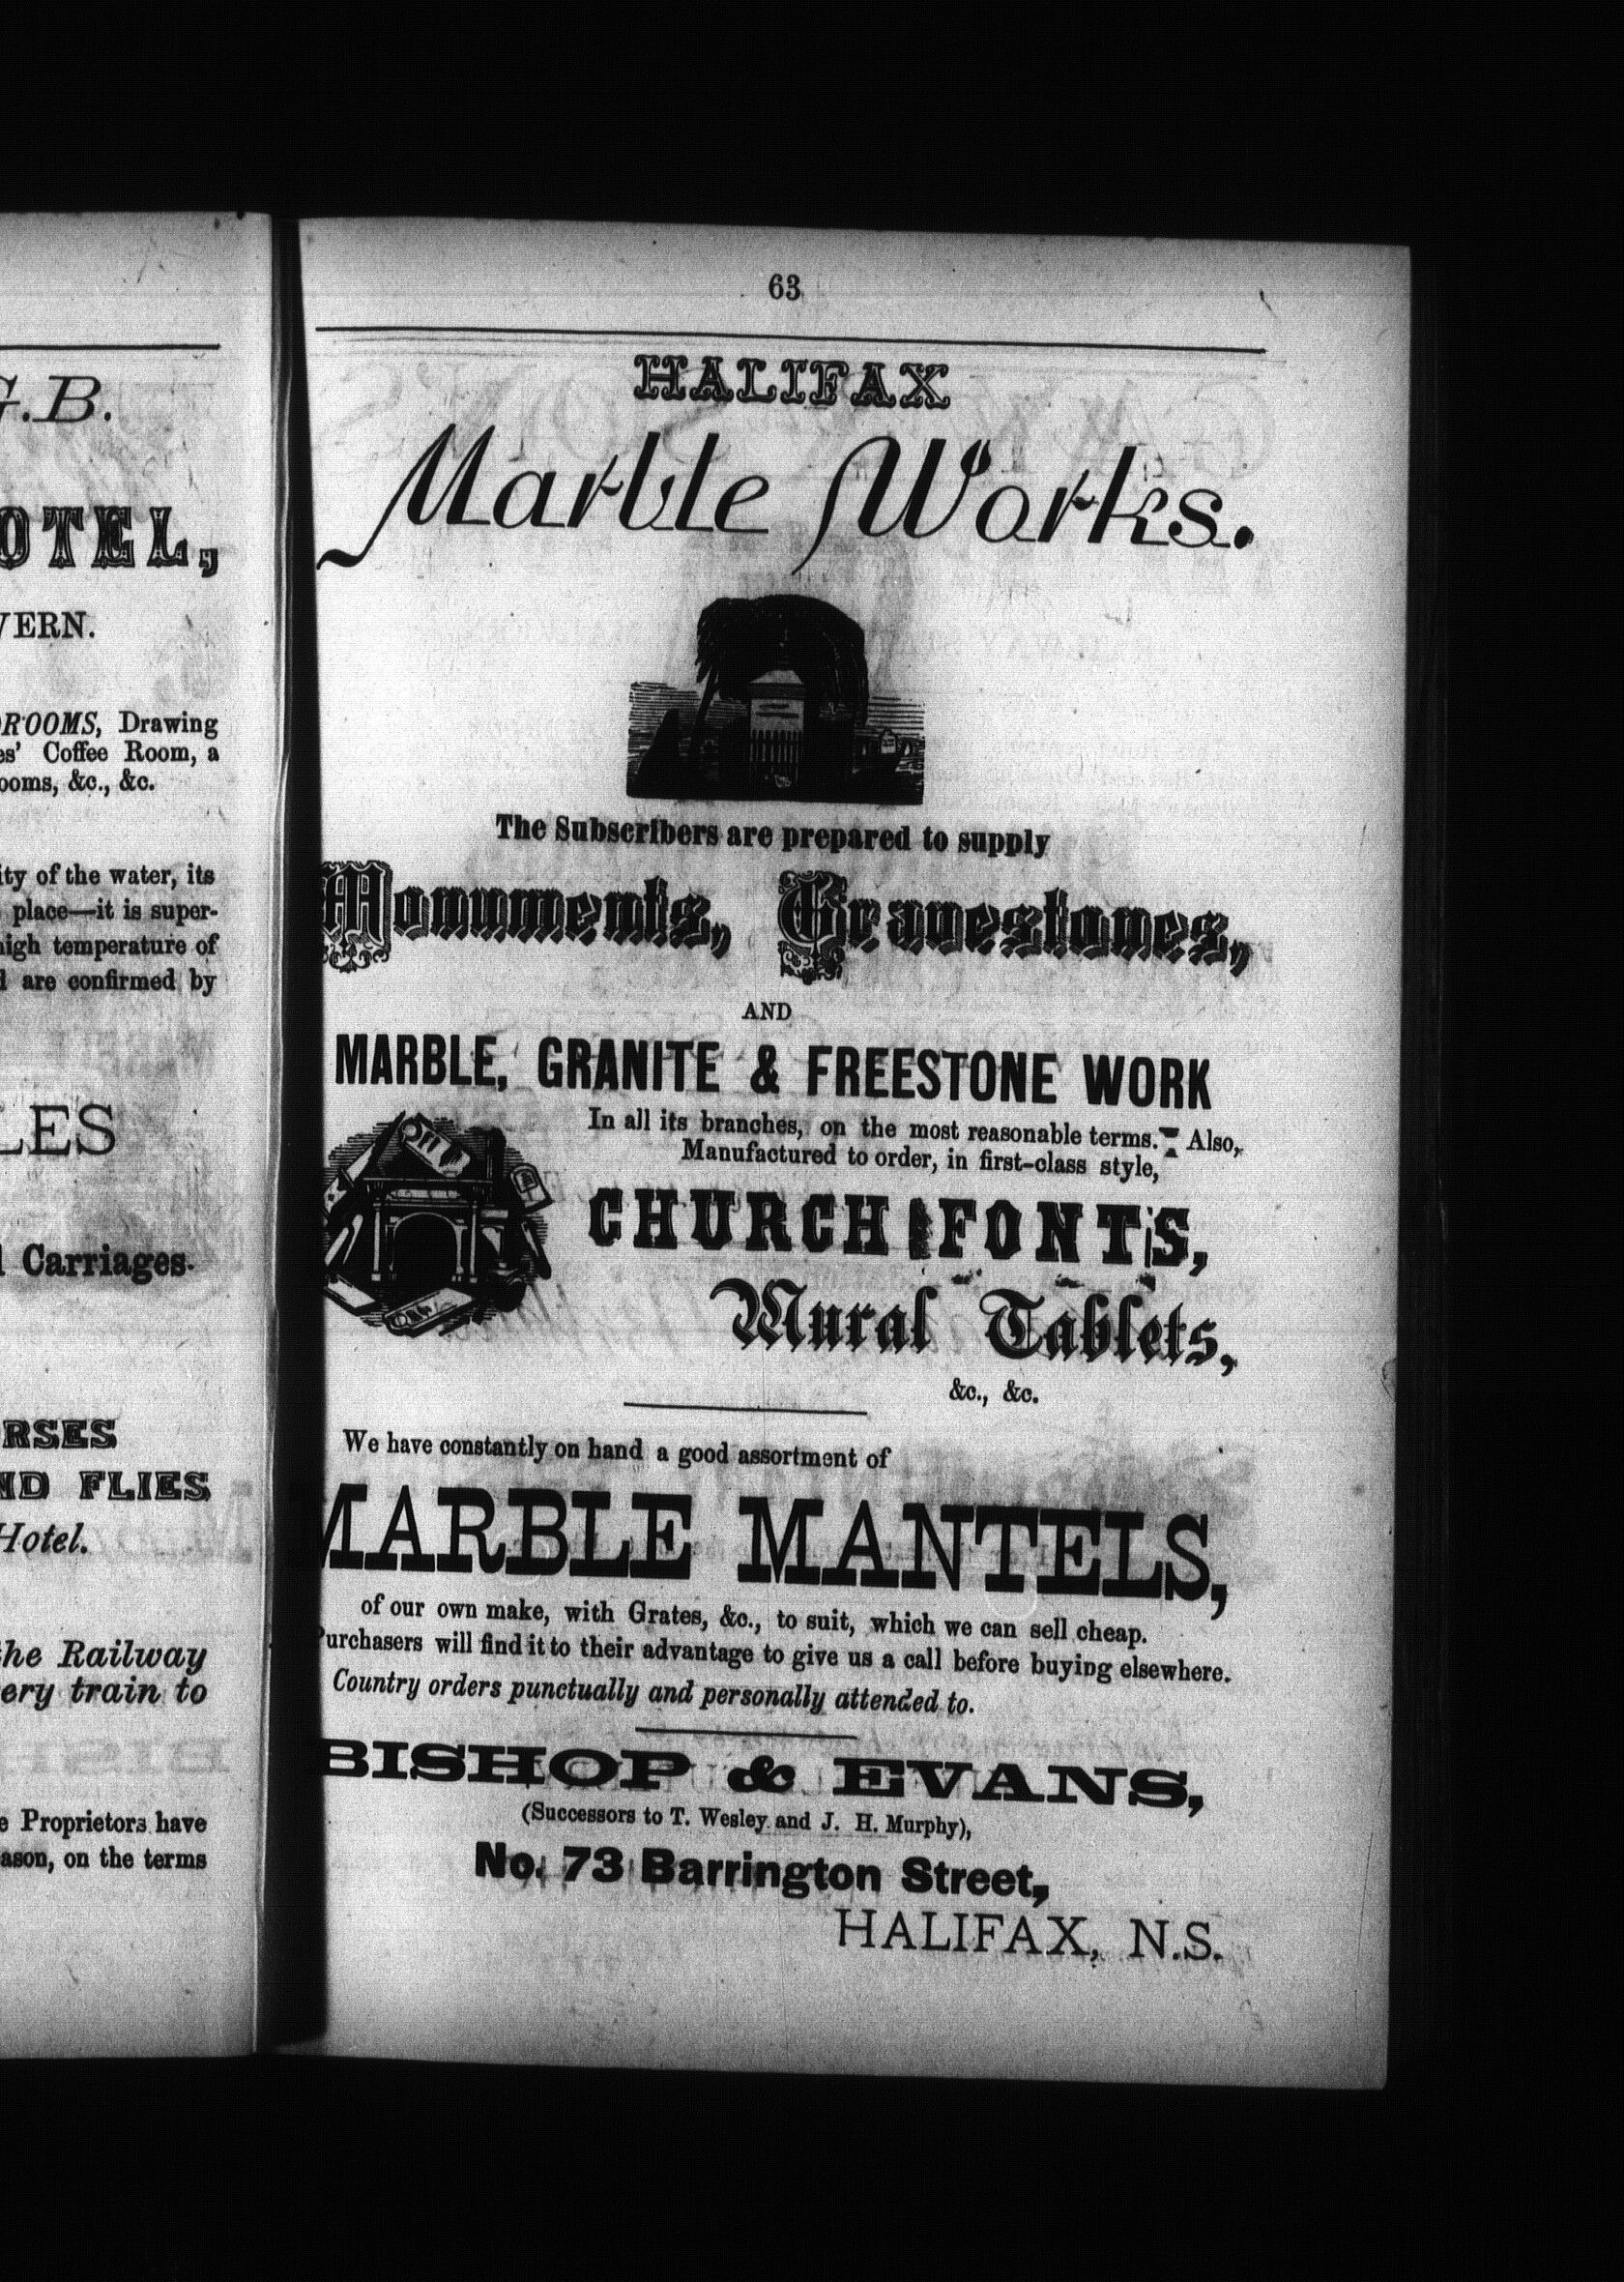 G.B.
OTEL,
VERN.
ROOMS, Drawing
es' Coffee Room, a
ooms, &c., &c.
ity of the water, its
place—it is super-
high temperature of
are confirmed by
LES
Carriages.
RSES
ND FLIES
Hotel.
the Railway
ery train to
e Proprietors have
ason, on the terms
63
HALIFAX
Marble Works.
The Subscribers are prepared to supply
Monuments, Gravestones,
AND
MARBLE, GRANITE & FREESTONE WORK
In all its branches, on the most reasonable terms. Also,
Manufactured to order, in first-class style,
CHURCH FONTS,
Mural Tablets,
&c., &c.
We have constantly on hand a good assortment of
MARBLE MANTELS,
of our own make, with Grates, &c., to suit, which we can sell cheap.
Purchasers will find it to their advantage to give us a call before buying elsewhere.
Country orders punctually and personally attended to.
BISHOP & EVANS,
(Successors to T. Wesley and J. H. Murphy),
No. 73 Barrington Street,
HALIFAX, N.S.